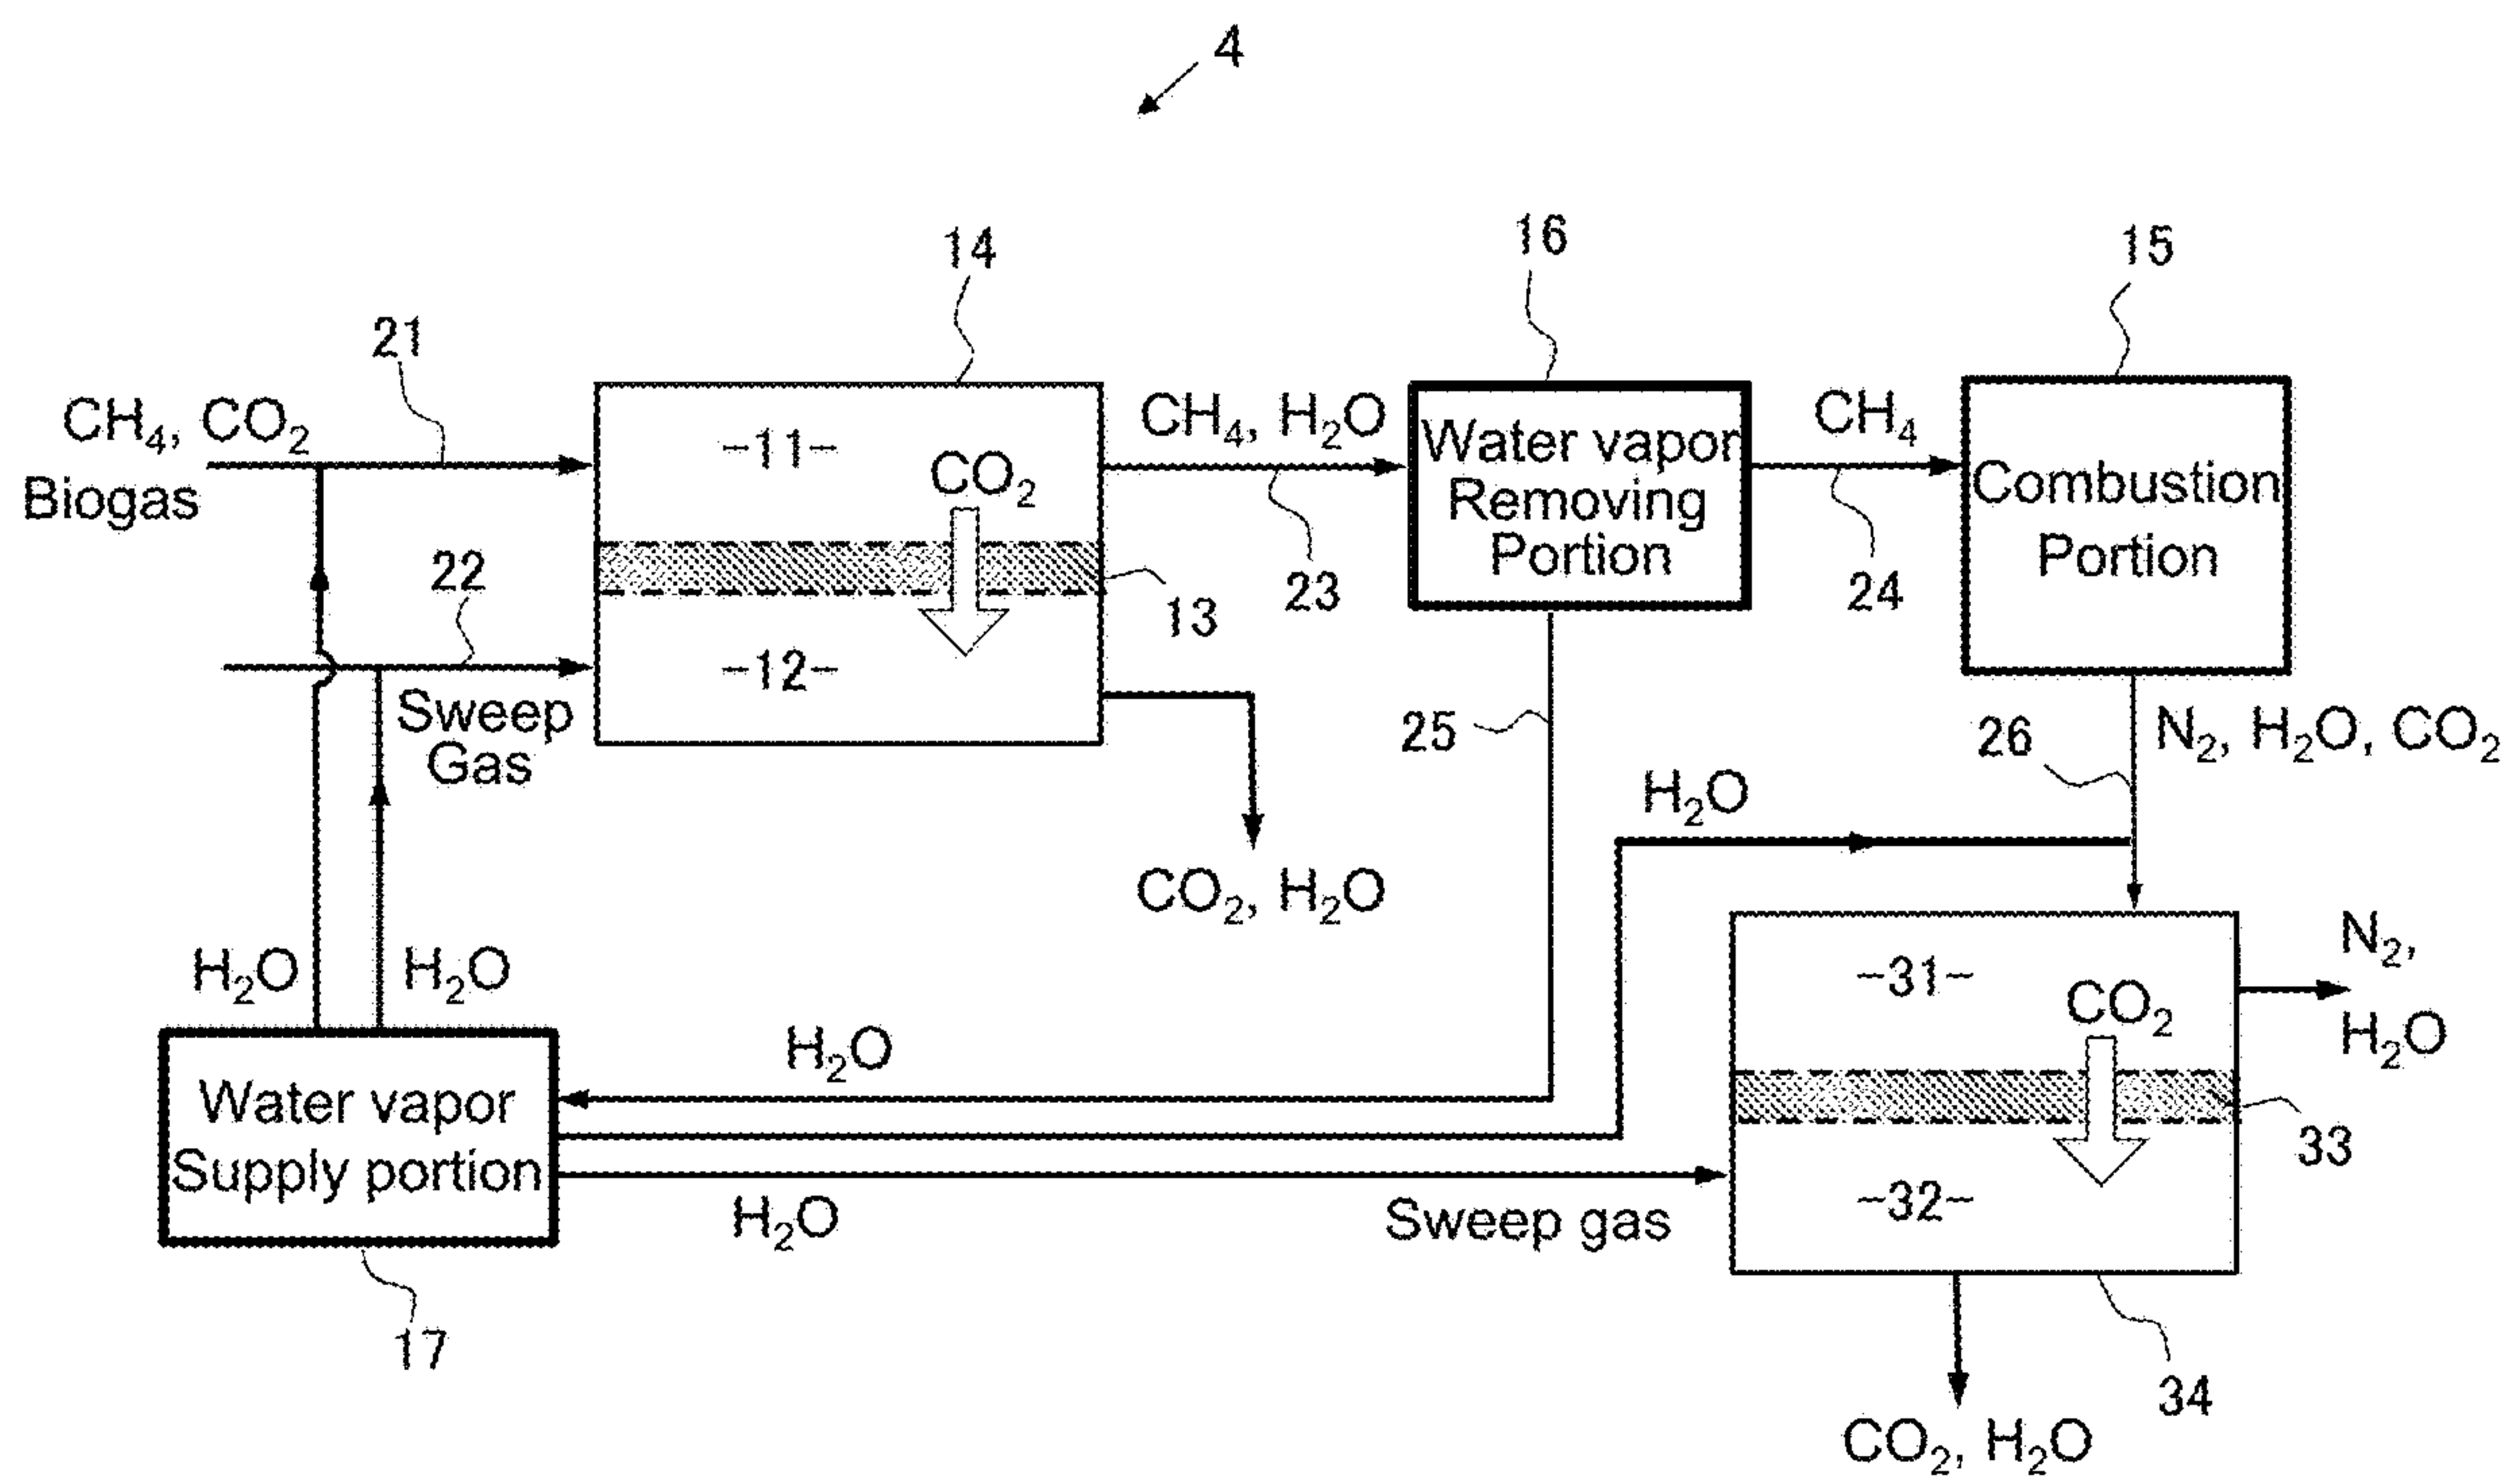 4
14
16
15
21
CH₄, CO₂
Biogas
-11-
CO₂
CH₄, H₂O
Water vapor
Removing
Portion
CH₄
Combustion
Portion
22
13
23
24
-12-
Sweep
Gas
25
26
N₂, H₂O, CO₂
H₂O
CO₂, H₂O
H₂O
H₂O
-31-
CO₂
N₂,
H₂O
H₂O
Water vapor
Supply portion
33
-32-
H₂O
Sweep gas
17
34
CO₂, H₂O